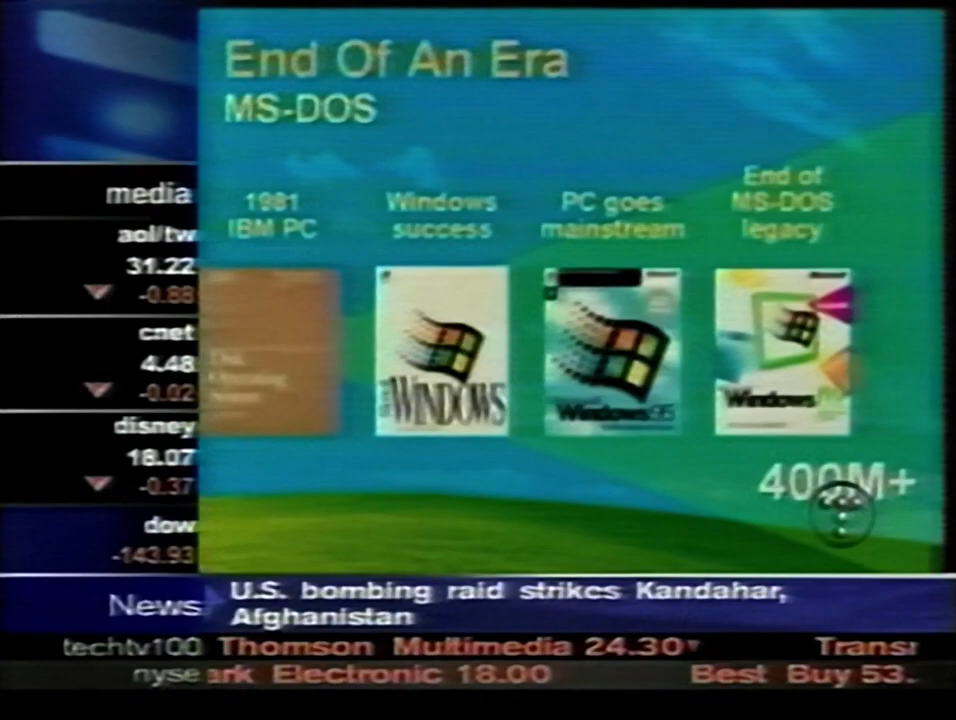 End Of An Era
MS-DOS
1981
IBM PC
Windows
success
PC goes
mainstream
End of
MS-DOS
legacy
WINDOWS
Windows95
Windows
400M+
media
aol/tw
31.22
-0.88
cnet
4.48
-0.02
disney
18.07
-0.37
dow
-143.93
News
U.S. bombing raid strikes Kandahar,
Afghanistan
techtv100 Thomson Multimedia 24.30 Trans
nyse ark Electronic 18.00 Best Buy 53.